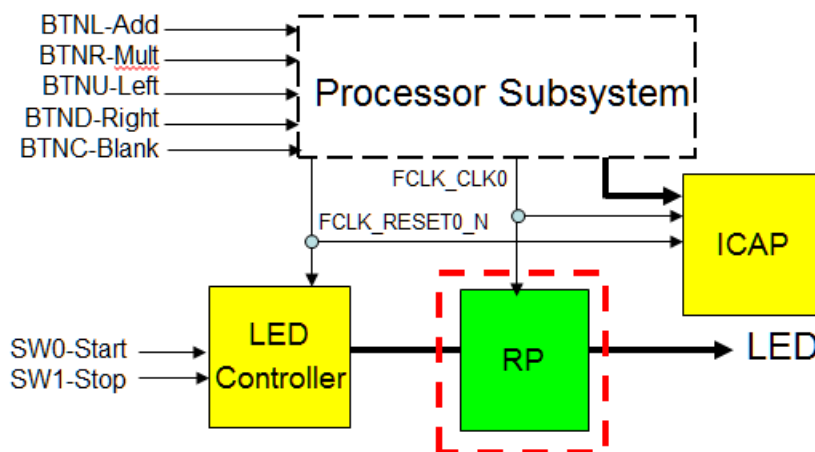 BTNL-Add
BTNR-Mult
BTNU-Left
BTND-Right
BTNC-Blank
Processor Subsystem
FCLK_CLK0
FCLK_RESET0_N
ICAP
LED
Controller
RP
LED
SW0-Start
SW1-Stop